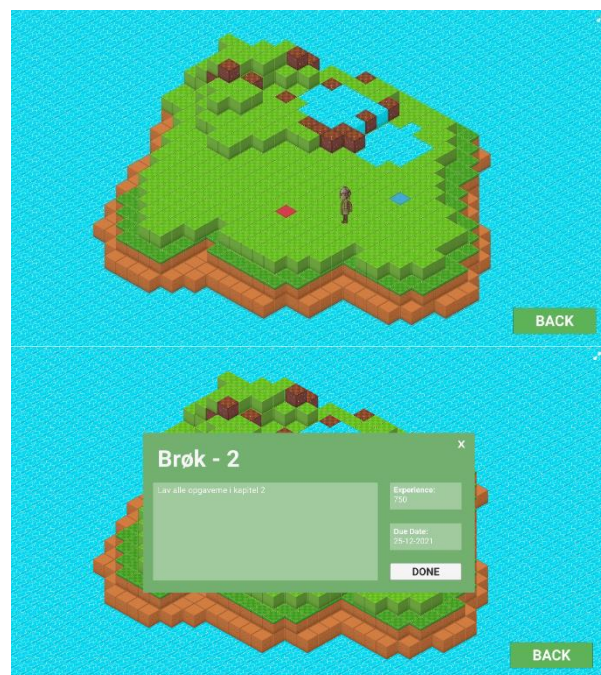 BACK
Brøk - 2
x
Lav alle opgaverne i kapitel 2
Experience:
750
Due Date:
25-12-2021
DONE
BACK